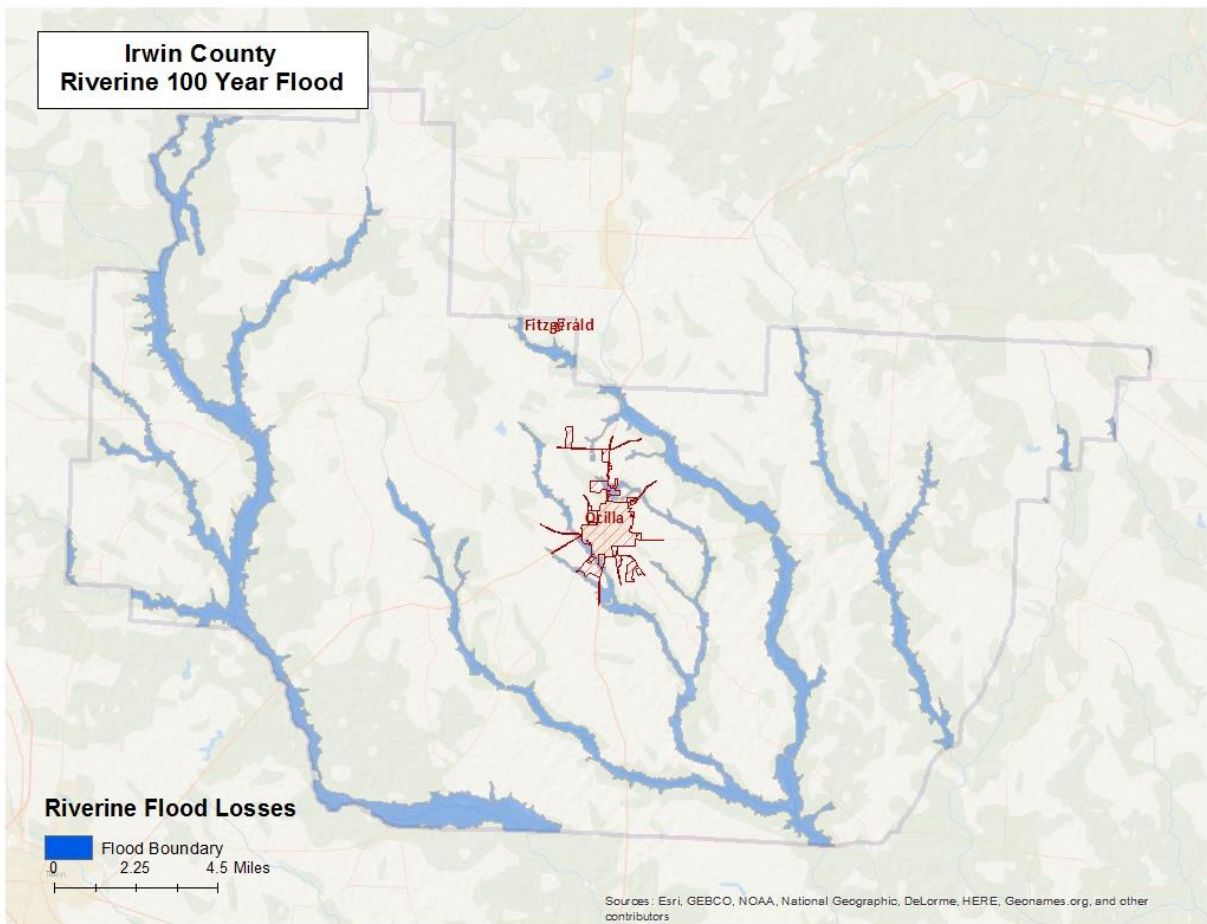 Irwin County
Riverine 100 Year Flood
Fitzgerald
Ocilla
Riverine Flood Losses
Flood Boundary
0 2.25 4.5 Miles
Sources: Esri, GEBCO, NOAA, National Geographic, DeLorme, HERE, Geonames.org, and other
contributors